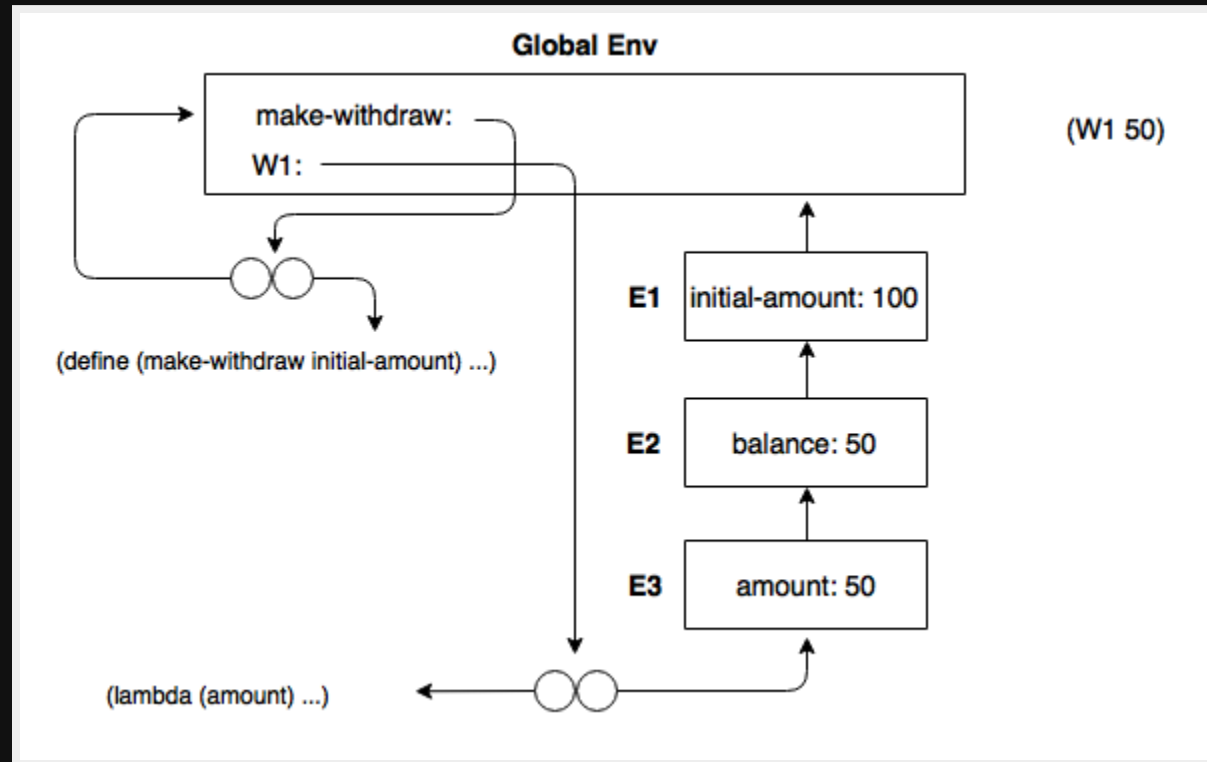 Global Env
make-withdraw:
(W1 50)
W1:
E1
initial-amount: 100
(define (make-withdraw initial-amount) ...)
E2
balance: 50
E3
amount: 50
(lambda (amount) ...)